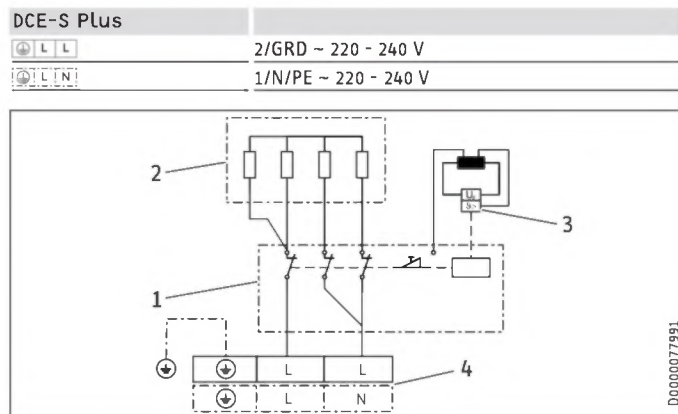 DCE-S Plus
L L 2/GRD ~ 220 - 240 V
L N 1/N/PE ~ 220 - 240 V
2
3
1
L L
4
L N
D0000077991